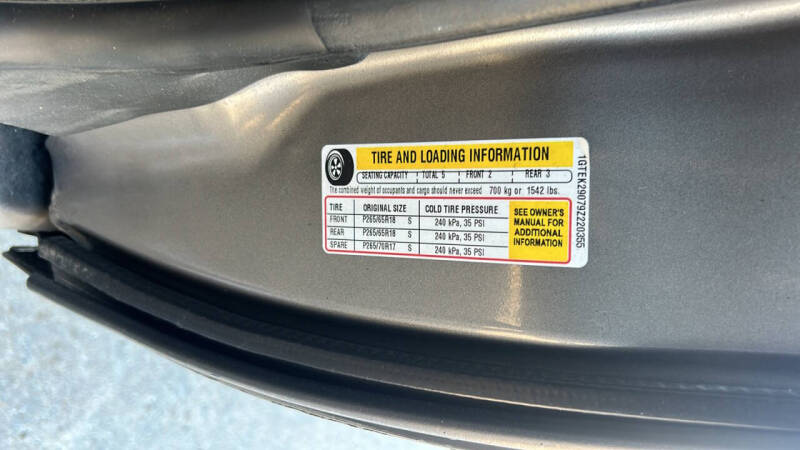 TIRE AND LOADING INFORMATION
SEATING CAPACITY TOTAL 5 FRONT 2 REAR 3
The combined weight of occupants and cargo should never exceed 700 kg or 1542 lbs.
TIRE ORIGINAL SIZE COLD TIRE PRESSURE
FRONT P265/65R18 S 240 kPa, 35 PSI
REAR P265/65R18 S 240 kPa, 35 PSI
SPARE P265/70R17 S 240 kPa, 35 PSI
SEE OWNER'S
MANUAL FOR
ADDITIONAL
INFORMATION
1GTEK29079Z220355